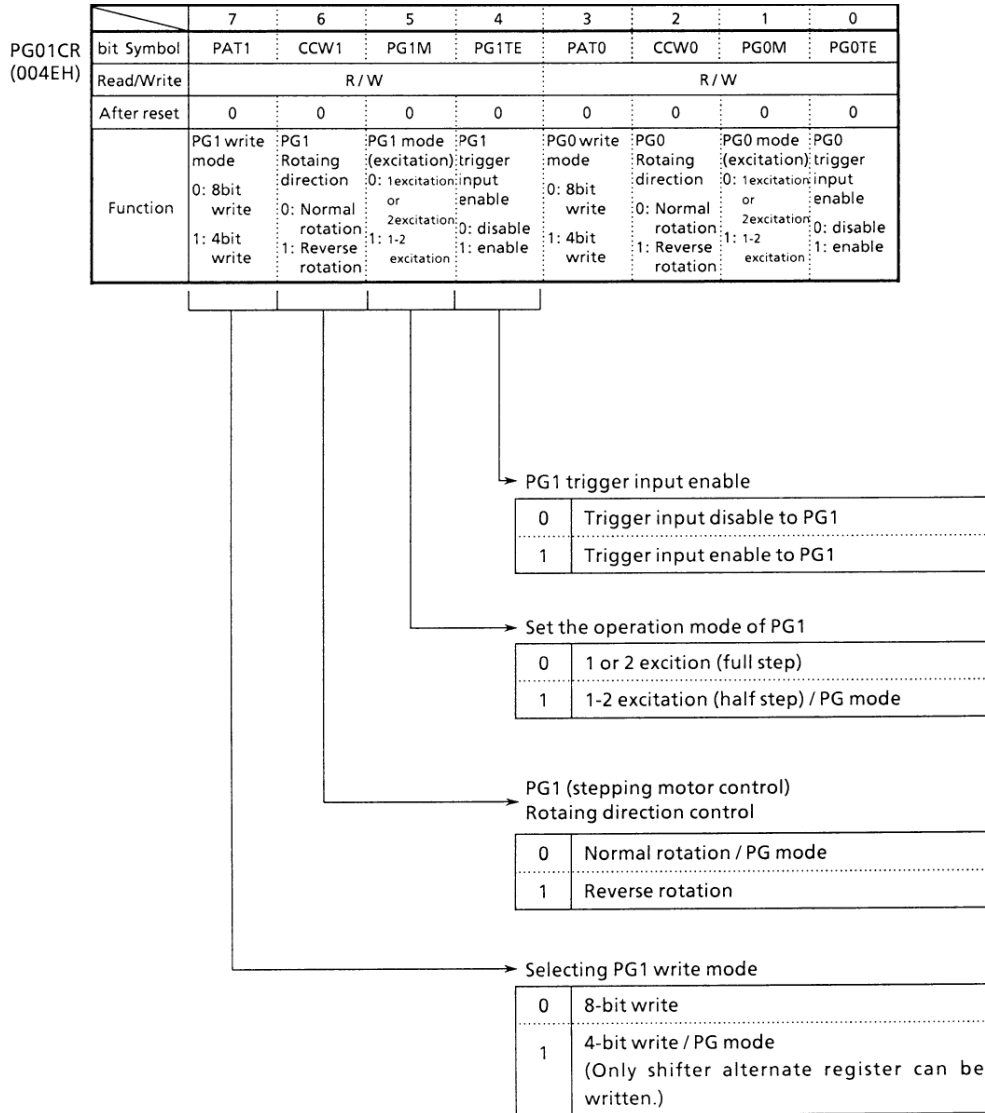 7 6 5 4 3 2 1 0
PG01CR
(004EH)
bit Symbol PAT1 CCW1 PG1M PG1TE PAT0 CCW0 PG0M PG0TE
Read/Write R / W R / W
After reset 0 0 0 0 0 0 0 0
Function
PG1 write
mode
0: 8bit
write
1: 4bit
write
PG1
Rotaing
direction
0: Normal
rotation
1: Reverse
rotation
PG1 mode
(excitation)
0: 1excitation
or
2excitation
1: 1-2
excitation
PG1
trigger
input
enable
0: disable
1: enable
PG0 write
mode
0: 8bit
write
1: 4bit
write
PG0
Rotaing
direction
0: Normal
rotation
1: Reverse
rotation
PG0 mode
(excitation)
0: 1excitation
or
2excitation
1: 1-2
excitation
PG0
trigger
input
enable
0: disable
1: enable
PG1 trigger input enable
0 Trigger input disable to PG1
1 Trigger input enable to PG1
Set the operation mode of PG1
0 1 or 2 excition (full step)
1 1-2 excitation (half step) / PG mode
PG1 (stepping motor control)
Rotaing direction control
0 Normal rotation / PG mode
1 Reverse rotation
Selecting PG1 write mode
0 8-bit write
1 4-bit write / PG mode
(Only shifter alternate register can be
written.)